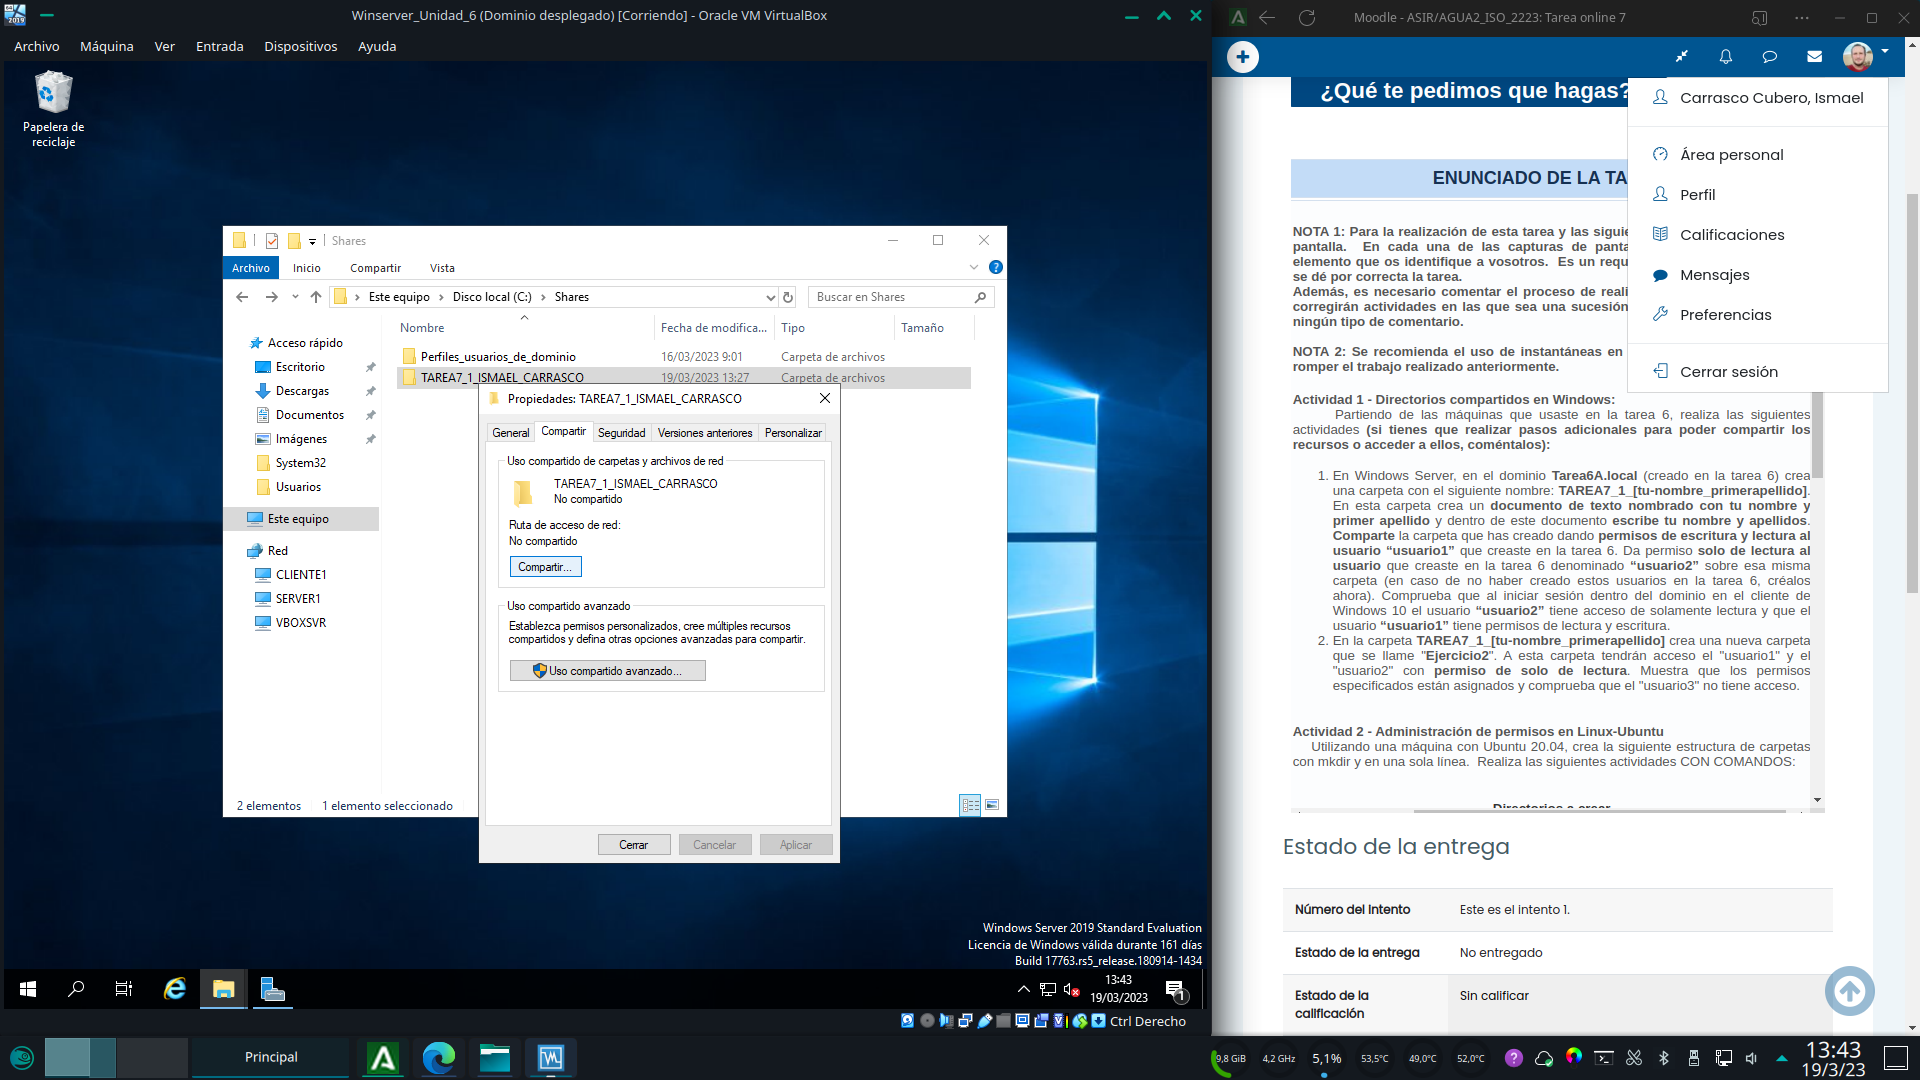 Winserver_Unidad_6 (Dominio desplegado) [Corriendo] - Oracle VM VirtualBox
Archivo Máquina Ver Entrada Dispositivos Ayuda
Papelera de
reciclaje
Shares
Archivo Inicio Compartir Vista
Este equipo Disco local (C:) Shares
Buscar en Shares
Nombre Fecha de modifica... Tipo Tamaño
Perfiles_usuarios_de_dominio 16/03/2023 9:01 Carpeta de archivos
TAREA7_1_ISMAEL_CARRASCO 19/03/2023 13:27 Carpeta de archivos
Acceso rápido
Escritorio
Descargas
Documentos
Imágenes
System32
Usuarios
Este equipo
Red
CLIENTE1
SERVER1
VBOXSVR
2 elementos 1 elemento seleccionado
Propiedades: TAREA7_1_ISMAEL_CARRASCO
General Compartir Seguridad Versiones anteriores Personalizar
Uso compartido de carpetas y archivos de red
TAREA7_1_ISMAEL_CARRASCO
No compartido
Ruta de acceso de red:
No compartido
Compartir...
Uso compartido avanzado
Establezca permisos personalizados, cree múltiples recursos
compartidos y defina otras opciones avanzadas para compartir.
Uso compartido avanzado...
Cerrar Cancelar Aplicar
Windows Server 2019 Standard Evaluation
Licencia de Windows válida durante 161 días
Build 17763.rs5_release.180914-1434
13:43
19/03/2023
1
Ctrl Derecho
Moodle - ASIR/AGUA2_ISO_2223: Tarea online 7
¿Qué te pedimos que hagas?
Carrasco Cubero, Ismael
Área personal
Perfil
Calificaciones
Mensajes
Preferencias
Cerrar sesión
ENUNCIADO DE LA TA
NOTA 1: Para la realización de esta tarea y las siguie
pantalla. En cada una de las capturas de panta
elemento que os identifique a vosotros. Es un requ
se dé por correcta la tarea.
Además, es necesario comentar el proceso de reali
corregirán actividades en las que sea una sucesión
ningún tipo de comentario.
NOTA 2: Se recomienda el uso de instantáneas en
romper el trabajo realizado anteriormente.
Actividad 1 - Directorios compartidos en Windows:
Partiendo de las máquinas que usaste en la tarea 6, realiza las siguientes
actividades (si tienes que realizar pasos adicionales para poder compartir los
recursos o acceder a ellos, coméntalos):
1. En Windows Server, en el dominio Tarea6A.local (creado en la tarea 6) crea
una carpeta con el siguiente nombre: TAREA7_1_[tu-nombre_primerapellido].
En esta carpeta crea un documento de texto nombrado con tu nombre y
primer apellido y dentro de este documento escribe tu nombre y apellidos.
Comparte la carpeta que has creado dando permisos de escritura y lectura al
usuario “usuario1” que creaste en la tarea 6. Da permiso solo de lectura al
usuario que creaste en la tarea 6 denominado “usuario2” sobre esa misma
carpeta (en caso de no haber creado estos usuarios en la tarea 6, créalos
ahora). Comprueba que al iniciar sesión dentro del dominio en el cliente de
Windows 10 el usuario “usuario2” tiene acceso de solamente lectura y que el
usuario “usuario1” tiene permisos de lectura y escritura.
2. En la carpeta TAREA7_1_[tu-nombre_primerapellido] crea una nueva carpeta
que se llame "Ejercicio2". A esta carpeta tendrán acceso el "usuario1" y el
"usuario2" con permiso de solo de lectura. Muestra que los permisos
especificados están asignados y comprueba que el "usuario3" no tiene acceso.
Actividad 2 - Administración de permisos en Linux-Ubuntu
Utilizando una máquina con Ubuntu 20.04, crea la siguiente estructura de carpetas
con mkdir y en una sola línea. Realiza las siguientes actividades CON COMANDOS:
Directorios a crear
Estado de la entrega
Número del intento Este es el intento 1.
Estado de la entrega No entregado
Estado de la
calificación
Sin calificar
Principal
9,8 GiB 4,2 GHz 5,1% 53,5°C 49,0°C 52,0°C
13:43
19/3/23